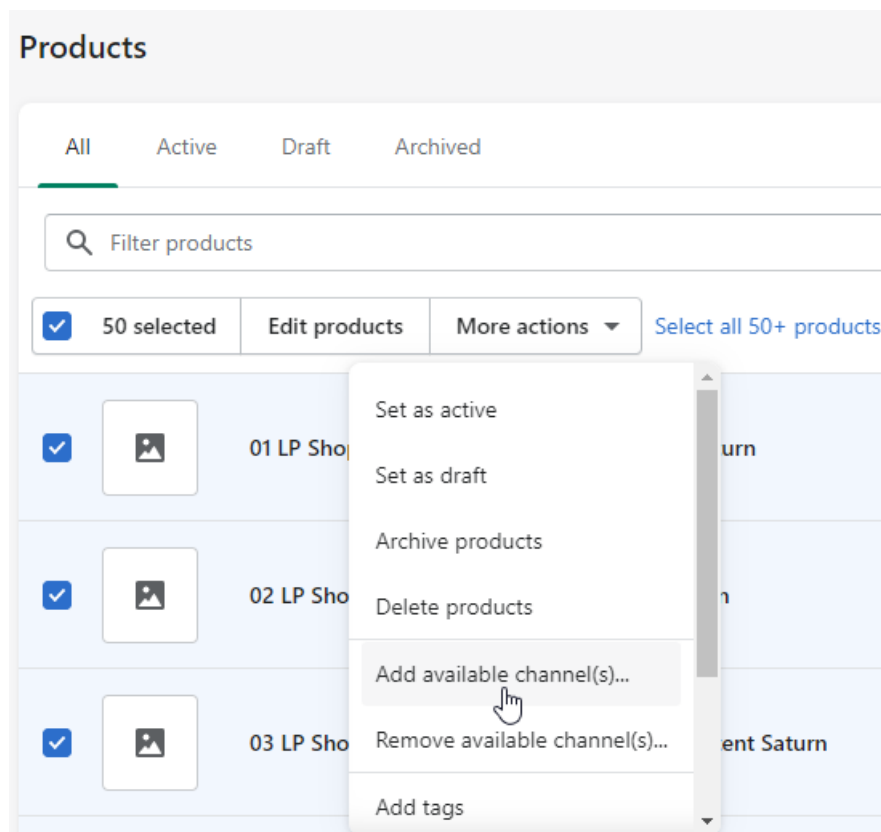 Products
All Active Draft Archived
Filter products
50 selected Edit products More actions Select all 50+ products
Set as active
01 LP Sho urn
Set as draft
Archive products
02 LP Sho
Delete products
Add available channel(s)...
03 LP Sho Remove available channel(s)... ent Saturn
Add tags